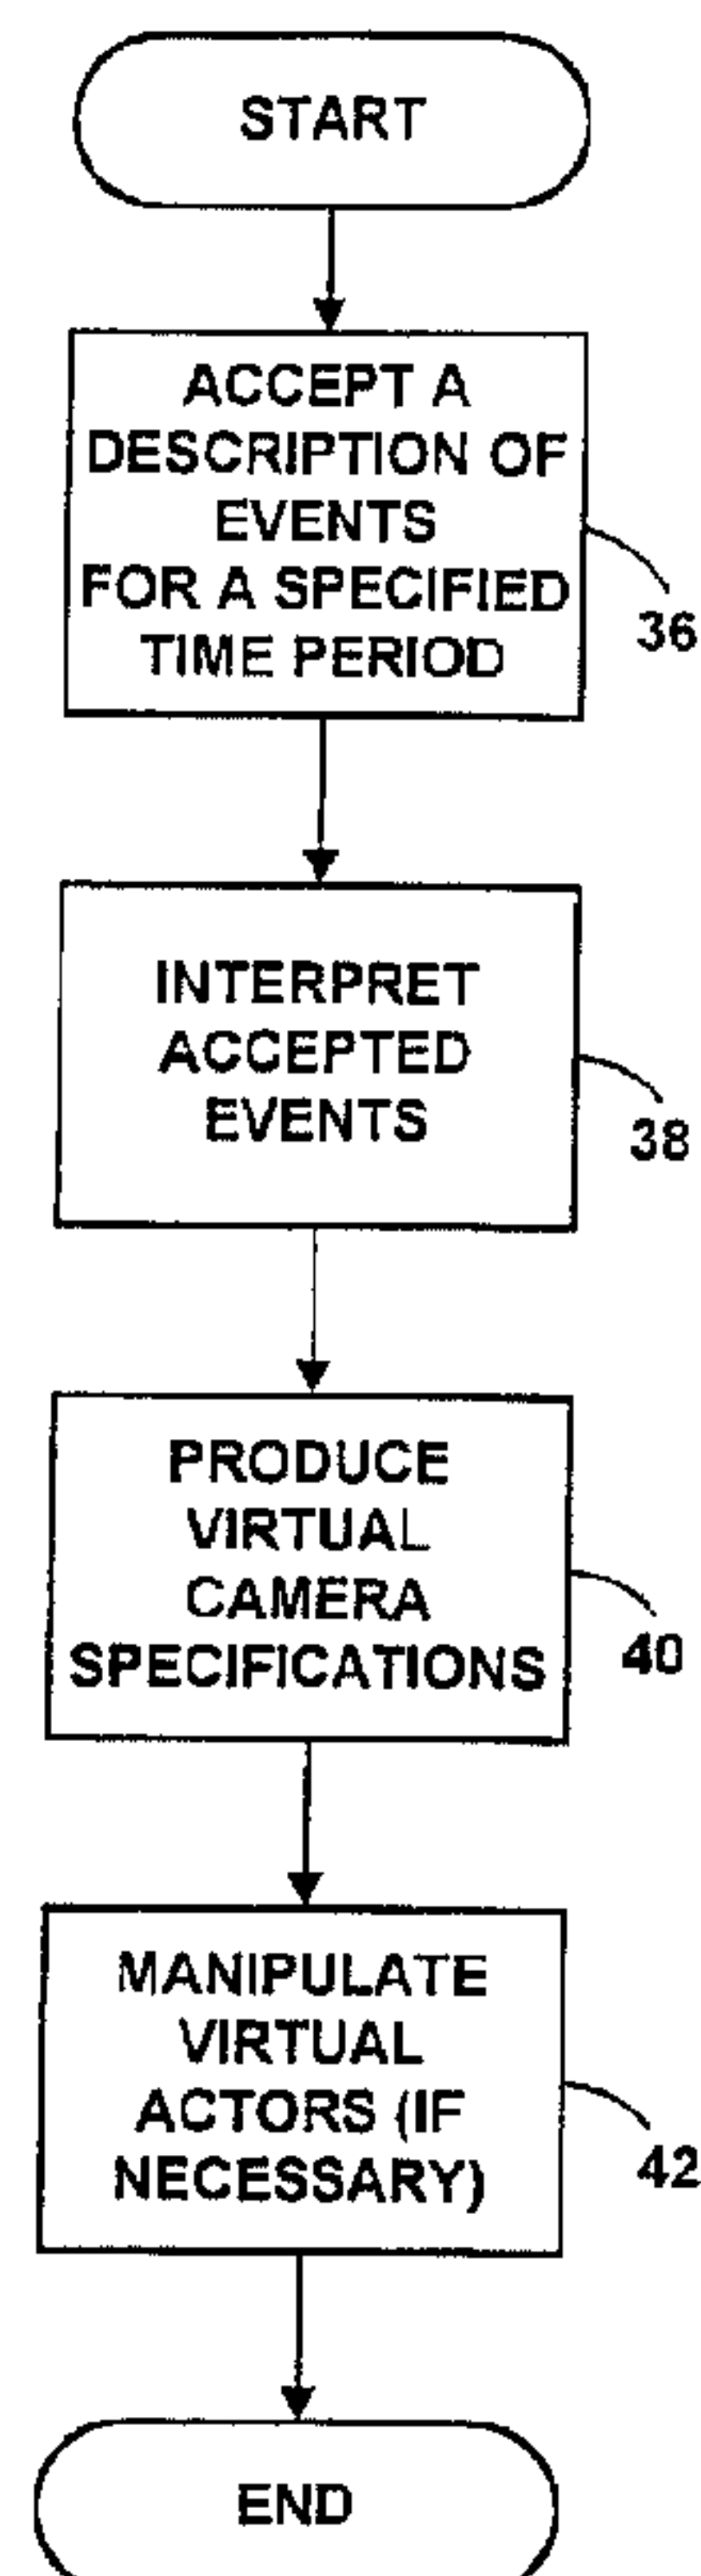 START
ACCEPT A
DESCRIPTION OF
EVENTS
FOR A SPECIFIED
TIME PERIOD
36
INTERPRET
ACCEPTED
EVENTS
38
PRODUCE
VIRTUAL
CAMERA
SPECIFICATIONS
40
MANIPULATE
VIRTUAL
ACTORS (IF
NECESSARY)
42
END